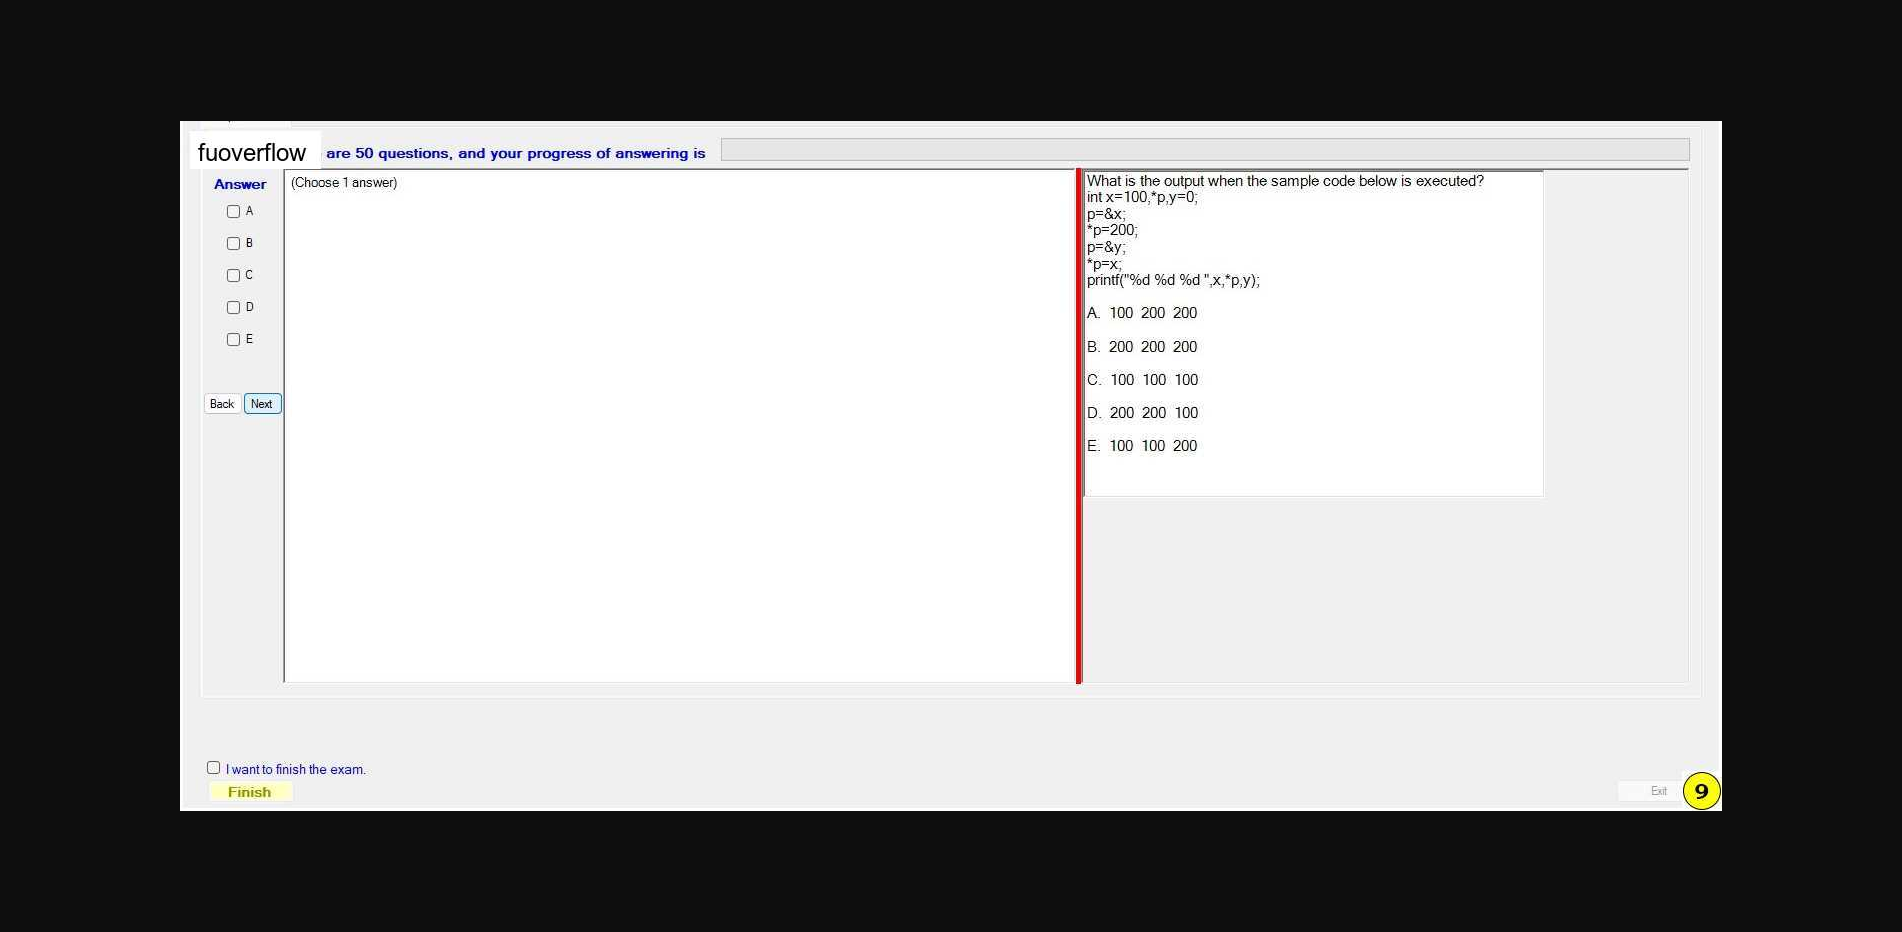 fuoverflow are 50 questions, and your progress of answering is
Answer
(Choose 1 answer)
A
B
C
D
E
Back Next
What is the output when the sample code below is executed?
int x=100,*p,y=0;
p=&x;
*p=200;
p=&y;
*p=x;
printf("%d %d %d ",x,*p,y);
A. 100 200 200
B. 200 200 200
C. 100 100 100
D. 200 200 100
E. 100 100 200
I want to finish the exam.
Finish
Exit
9